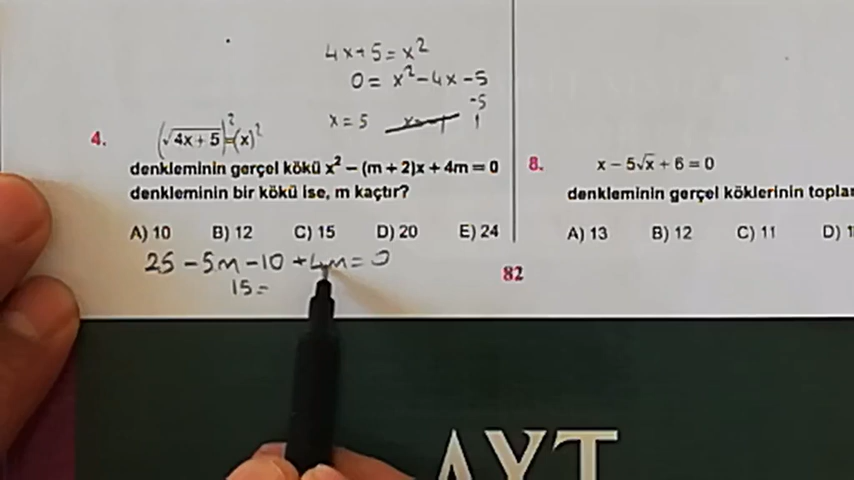 4x+5=x²
0=x²-4x-5
-5
x=5 x=-1 1
4. (√4x+5)²=(x)²
denkleminin gerçel kökü x² – (m + 2)x + 4m = 0
denkleminin bir kökü ise, m kaçtır?
A) 10 B) 12 C) 15 D) 20 E) 24
25 - 5m - 10 + 4m = 0
15 =
8. x – 5√x + 6 = 0
denkleminin gerçel köklerinin
A) 13 B) 12 C) 11 D)
82
AYT